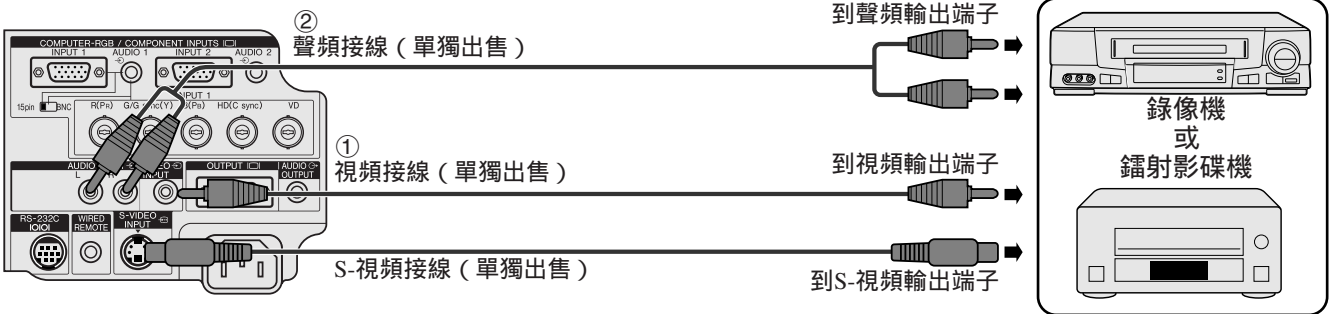 ②
聲頻接線（單獨出售）
到聲頻輸出端子
COMPUTER-RGB / COMPONENT INPUTS
INPUT 1 AUDIO 1 INPUT 2 AUDIO 2
15pin BNC
INPUT 1
R(PR) G/G sync(Y) (PB) HD(C sync) VD
①
視頻接線（單獨出售）
到視頻輸出端子
AUDIO
L R
INPUT
OUTPUT
AUDIO
OUTPUT
RS-232C
IOIOI
WIRED
REMOTE
S-VIDEO
INPUT
S-視頻接線（單獨出售）
到S-視頻輸出端子
錄像機
或
鐳射影碟機